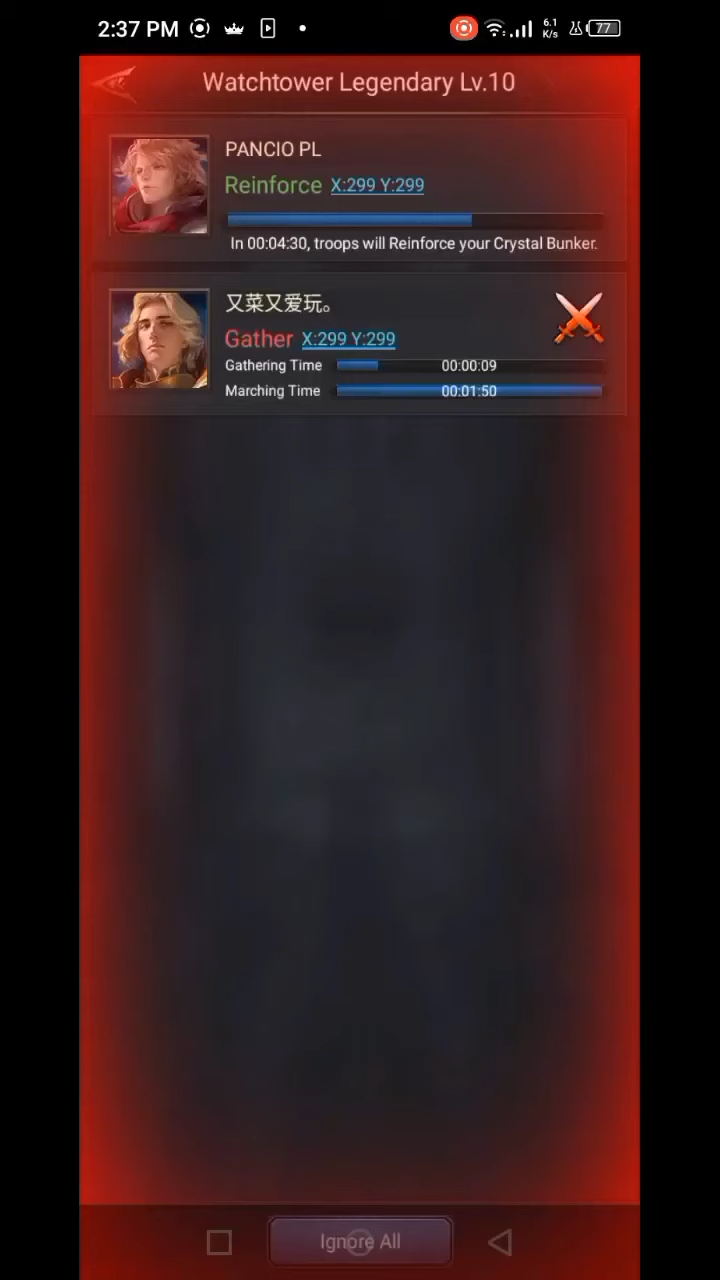 2:37 PM
6.1 K/s
77
Watchtower Legendary Lv.10
PANCIO PL
Reinforce X:299 Y:299
In 00:04:30, troops will Reinforce your Crystal Bunker.
又菜又爱玩。
Gather X:299 Y:299
Gathering Time 00:00:09
Marching Time 00:01:50
Ignore All